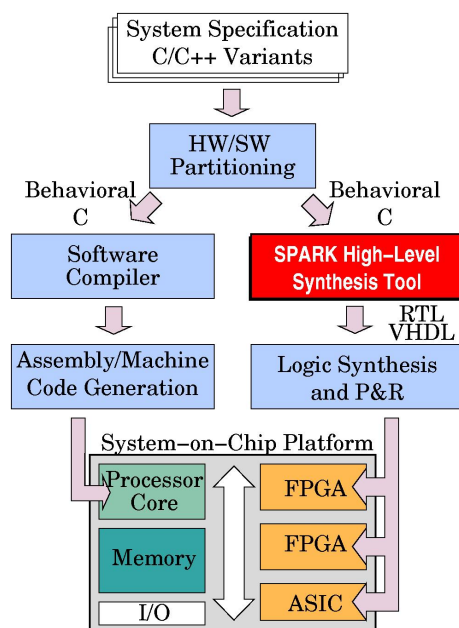 System Specification
C/C++ Variants
HW/SW
Partitioning
Behavioral
C
Behavioral
C
Software
Compiler
SPARK High–Level
Synthesis Tool
RTL
VHDL
Assembly/Machine
Code Generation
Logic Synthesis
and P&R
System–on–Chip Platform
Processor
Core
FPGA
Memory
FPGA
I/O
ASIC